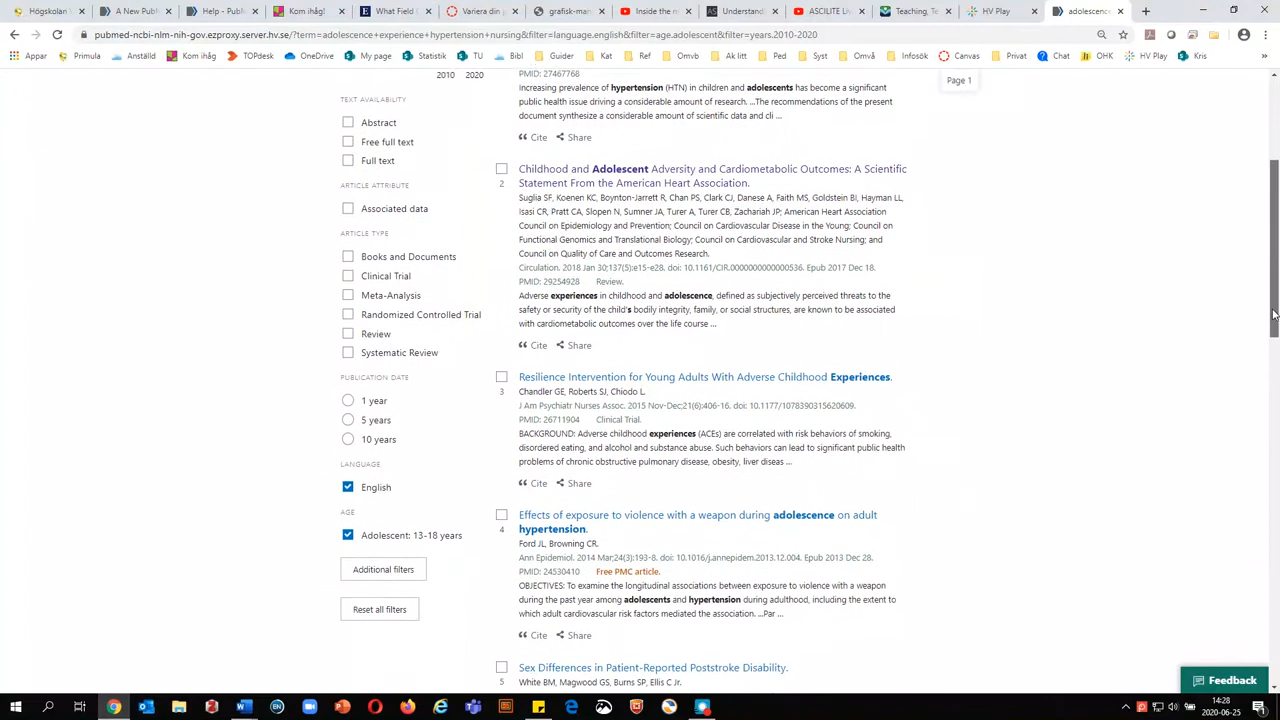 Högskolan
A New Publ
Help - Publ
Kom ihåg!
What Field
Variera din
grafisk-man
Inside the n
Understandi
ASCILITE Li
Teaching, Te
HV Play
adolescence
pubmed-ncbi-nlm-nih-gov.ezproxy.server.hv.se/?term=adolescence+experience+hypertension+nursing&filter=language.english&filter=age.adolescent&filter=years.2010-2020
Appar Primula Anställd Kom ihåg TOPdesk OneDrive My page Statistik TU Bibl Guider Kat Ref Omvb Ak litt Ped Syst Omvå Infosök Canvas Privat Chat OHK HV Play Kris
2010 2020
TEXT AVAILABILITY
Abstract
Free full text
Full text
ARTICLE ATTRIBUTE
Associated data
ARTICLE TYPE
Books and Documents
Clinical Trial
Meta-Analysis
Randomized Controlled Trial
Review
Systematic Review
PUBLICATION DATE
1 year
5 years
10 years
LANGUAGE
English
AGE
Adolescent: 13-18 years
Additional filters
Reset all filters
Page 1
PMID: 27467768
Increasing prevalence of hypertension (HTN) in children and adolescents has become a significant
public health issue driving a considerable amount of research. ...The recommendations of the present
document synthesize a considerable amount of scientific data and cli ...
Cite Share
2
Childhood and Adolescent Adversity and Cardiometabolic Outcomes: A Scientific
Statement From the American Heart Association.
Suglia SF, Koenen KC, Boynton-Jarrett R, Chan PS, Clark CJ, Danese A, Faith MS, Goldstein BI, Hayman LL,
Isasi CR, Pratt CA, Slopen N, Sumner JA, Turer A, Turer CB, Zachariah JP; American Heart Association
Council on Epidemiology and Prevention; Council on Cardiovascular Disease in the Young; Council on
Functional Genomics and Translational Biology; Council on Cardiovascular and Stroke Nursing; and
Council on Quality of Care and Outcomes Research.
Circulation. 2018 Jan 30;137(5):e15-e28. doi: 10.1161/CIR.0000000000000536. Epub 2017 Dec 18.
PMID: 29254928 Review.
Adverse experiences in childhood and adolescence, defined as subjectively perceived threats to the
safety or security of the child's bodily integrity, family, or social structures, are known to be associated
with cardiometabolic outcomes over the life course ...
Cite Share
3
Resilience Intervention for Young Adults With Adverse Childhood Experiences.
Chandler GE, Roberts SJ, Chiodo L.
J Am Psychiatr Nurses Assoc. 2015 Nov-Dec;21(6):406-16. doi: 10.1177/1078390315620609.
PMID: 26711904 Clinical Trial.
BACKGROUND: Adverse childhood experiences (ACEs) are correlated with risk behaviors of smoking,
disordered eating, and alcohol and substance abuse. Such behaviors can lead to significant public health
problems of chronic obstructive pulmonary disease, obesity, liver diseas ...
Cite Share
4
Effects of exposure to violence with a weapon during adolescence on adult
hypertension.
Ford JL, Browning CR.
Ann Epidemiol. 2014 Mar;24(3):193-8. doi: 10.1016/j.annepidem.2013.12.004. Epub 2013 Dec 28.
PMID: 24530410 Free PMC article.
OBJECTIVES: To examine the longitudinal associations between exposure to violence with a weapon
during the past year among adolescents and hypertension during adulthood, including the extent to
which adult cardiovascular risk factors mediated the association. ...Par ...
Cite Share
5
Sex Differences in Patient-Reported Poststroke Disability.
White BM, Magwood GS, Burns SP, Ellis C Jr.
Feedback
14:28
2020-06-25